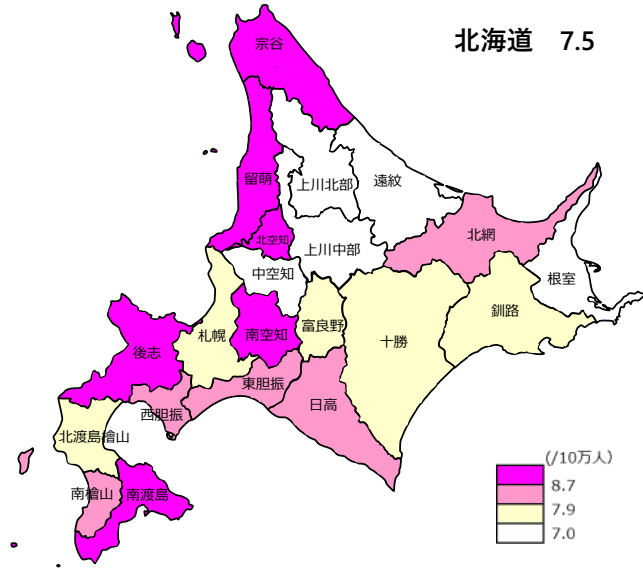 北海道　7.5
宗谷
留萌
上川北部
遠紋
北空知
上川中部
北網
中空知
根室
札幌
南空知
富良野
十勝
釧路
後志
東胆振
西胆振
日高
北渡島檜山
南檜山
南渡島
(/10万人)
8.7
7.9
7.0